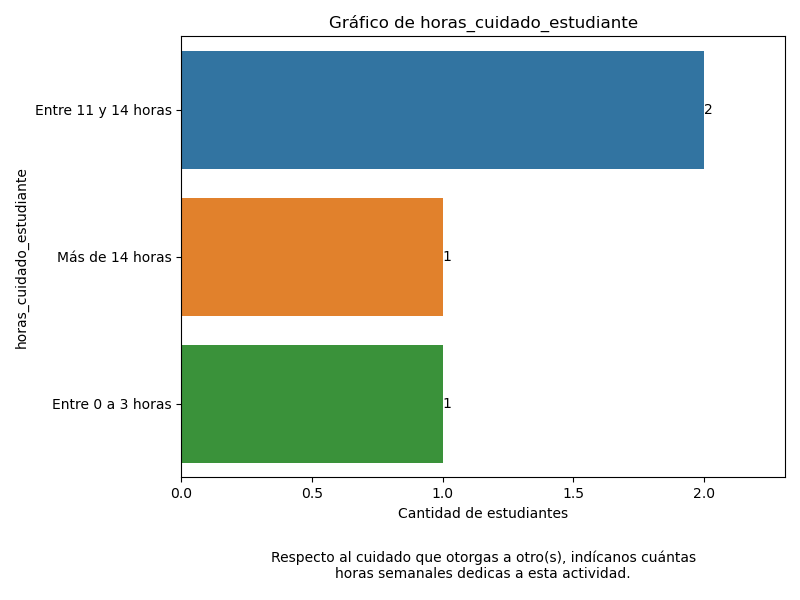 Gráfico de horas_cuidado_estudiante
horas_cuidado_estudiante
Entre 11 y 14 horas
2
Más de 14 horas
1
Entre 0 a 3 horas
1
0.0 0.5 1.0 1.5 2.0
Cantidad de estudiantes
Respecto al cuidado que otorgas a otro(s), indícanos cuántas
horas semanales dedicas a esta actividad.